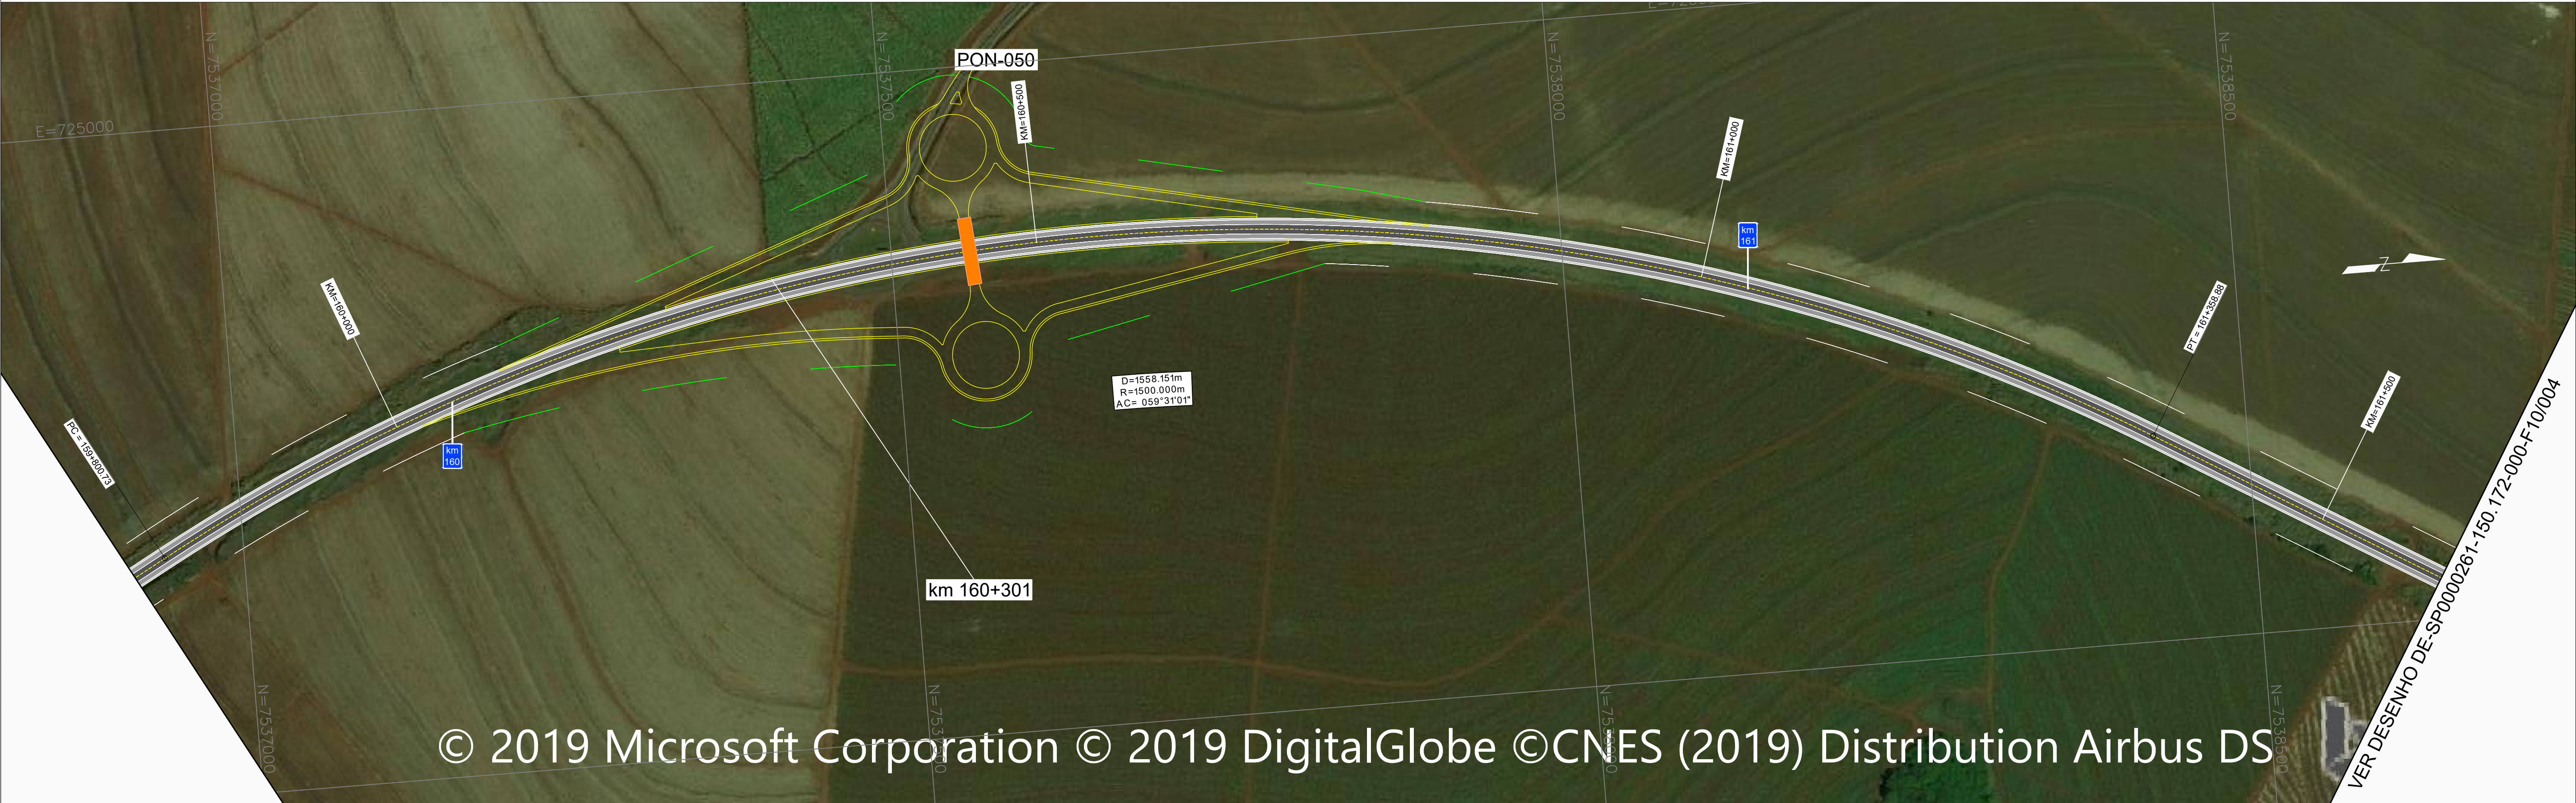 E=725000
N=7537000
N=7537500
N=7538000
N=7538500
PON-050
KM=160+500
KM=161+000
km
161
KM=160+000
km
160
PC = 159+800.73
D=1558.151m
R=1500.000m
AC= 059°31'01"
km 160+301
PT = 161+358.88
KM=161+500
Z
VER DESENHO DE-SP0000261-150.172-000-F10/004
N=7537000
N=7538500
© 2019 Microsoft Corporation © 2019 DigitalGlobe ©CNES (2019) Distribution Airbus DS